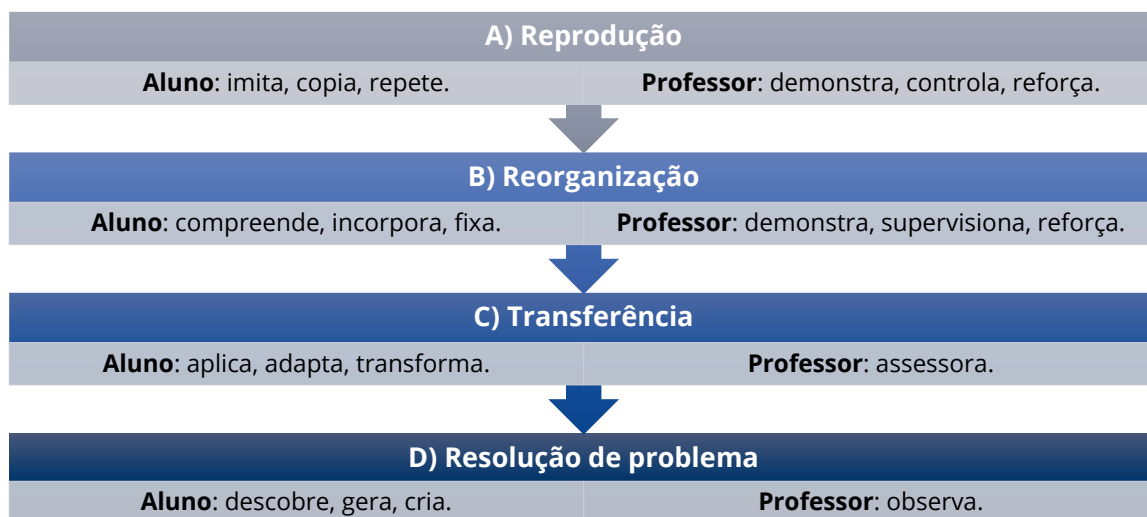 A) Reprodução
Aluno: imita, copia, repete.
Professor: demonstra, controla, reforça.
B) Reorganização
Aluno: compreende, incorpora, fixa.
Professor: demonstra, supervisiona, reforça.
C) Transferência
Aluno: aplica, adapta, transforma.
Professor: assessora.
D) Resolução de problema
Aluno: descobre, gera, cria.
Professor: observa.